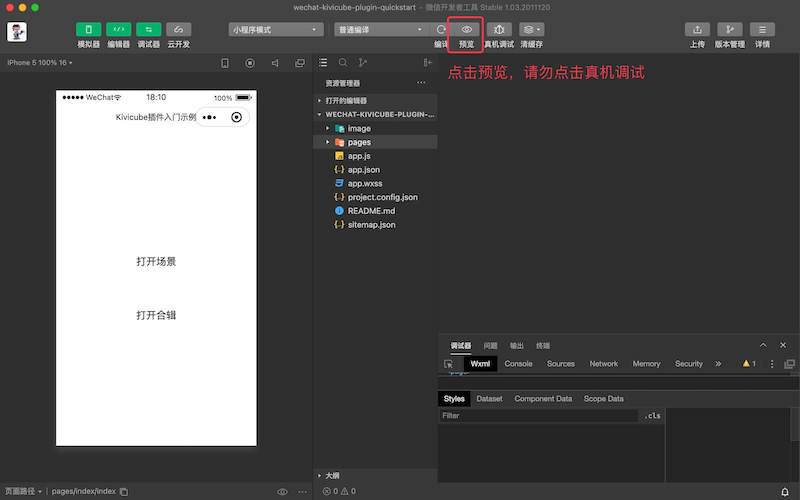 wechat-kivicube-plugin-quickstart - 微信开发者工具 Stable 1.03.2011120
模拟器 编辑器 调试器 云开发
小程序模式
普通编译
编译 预览 真机调试 清缓存
上传 版本管理 详情
iPhone 5 100% 16
点击预览，请勿点击真机调试
WeChat 18:10 100%
Kivicube插件入门示例
打开场景
打开合辑
资源管理器
打开的编辑器
WECHAT-KIVICUBE-PLUGIN-...
image
pages
app.js
app.json
app.wxss
project.config.json
README.md
sitemap.json
大纲
调试器 问题 输出 终端
Wxml Console Sources Network Memory Security 1
Styles Dataset Component Data Scope Data
Filter .cls
页面路径 pages/index/index
0 0